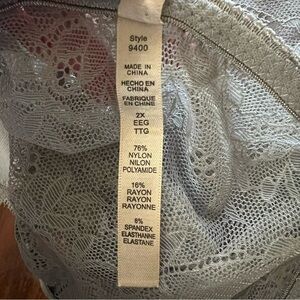 Style
9400
MADE IN
CHINA
HECHO EN
CHINA
FABRIQUE
EN CHINE
2X
EEG
TTG
76%
NYLON
NILON
POLYAMIDE
16%
RAYON
RAYON
RAYONNE
8%
SPANDEX
ELASTHANNE
ELASTANE